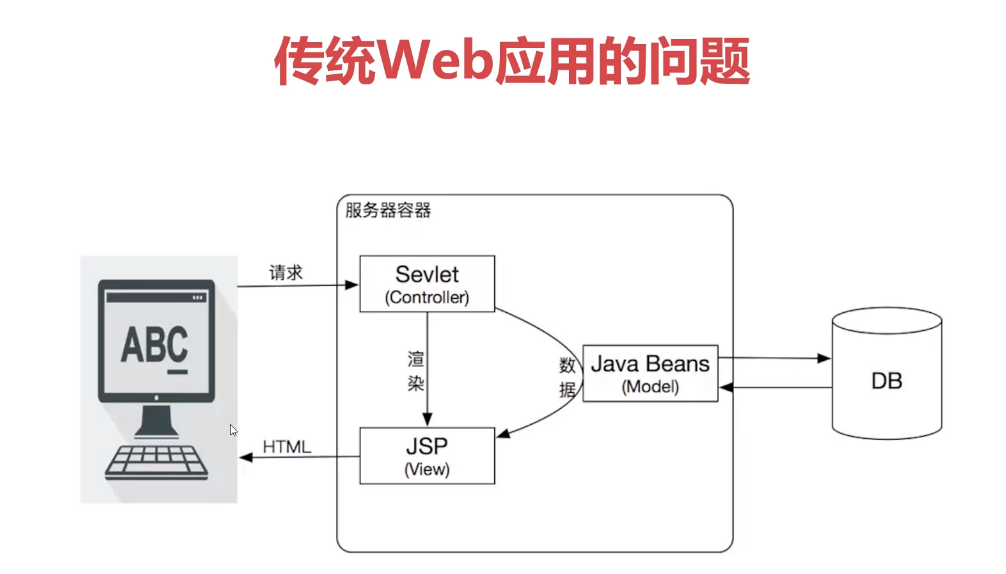 传统Web应用的问题
服务器容器
请求
Sevlet
(Controller)
ABC
渲
染
数
据
Java Beans
(Model)
DB
HTML
JSP
(View)